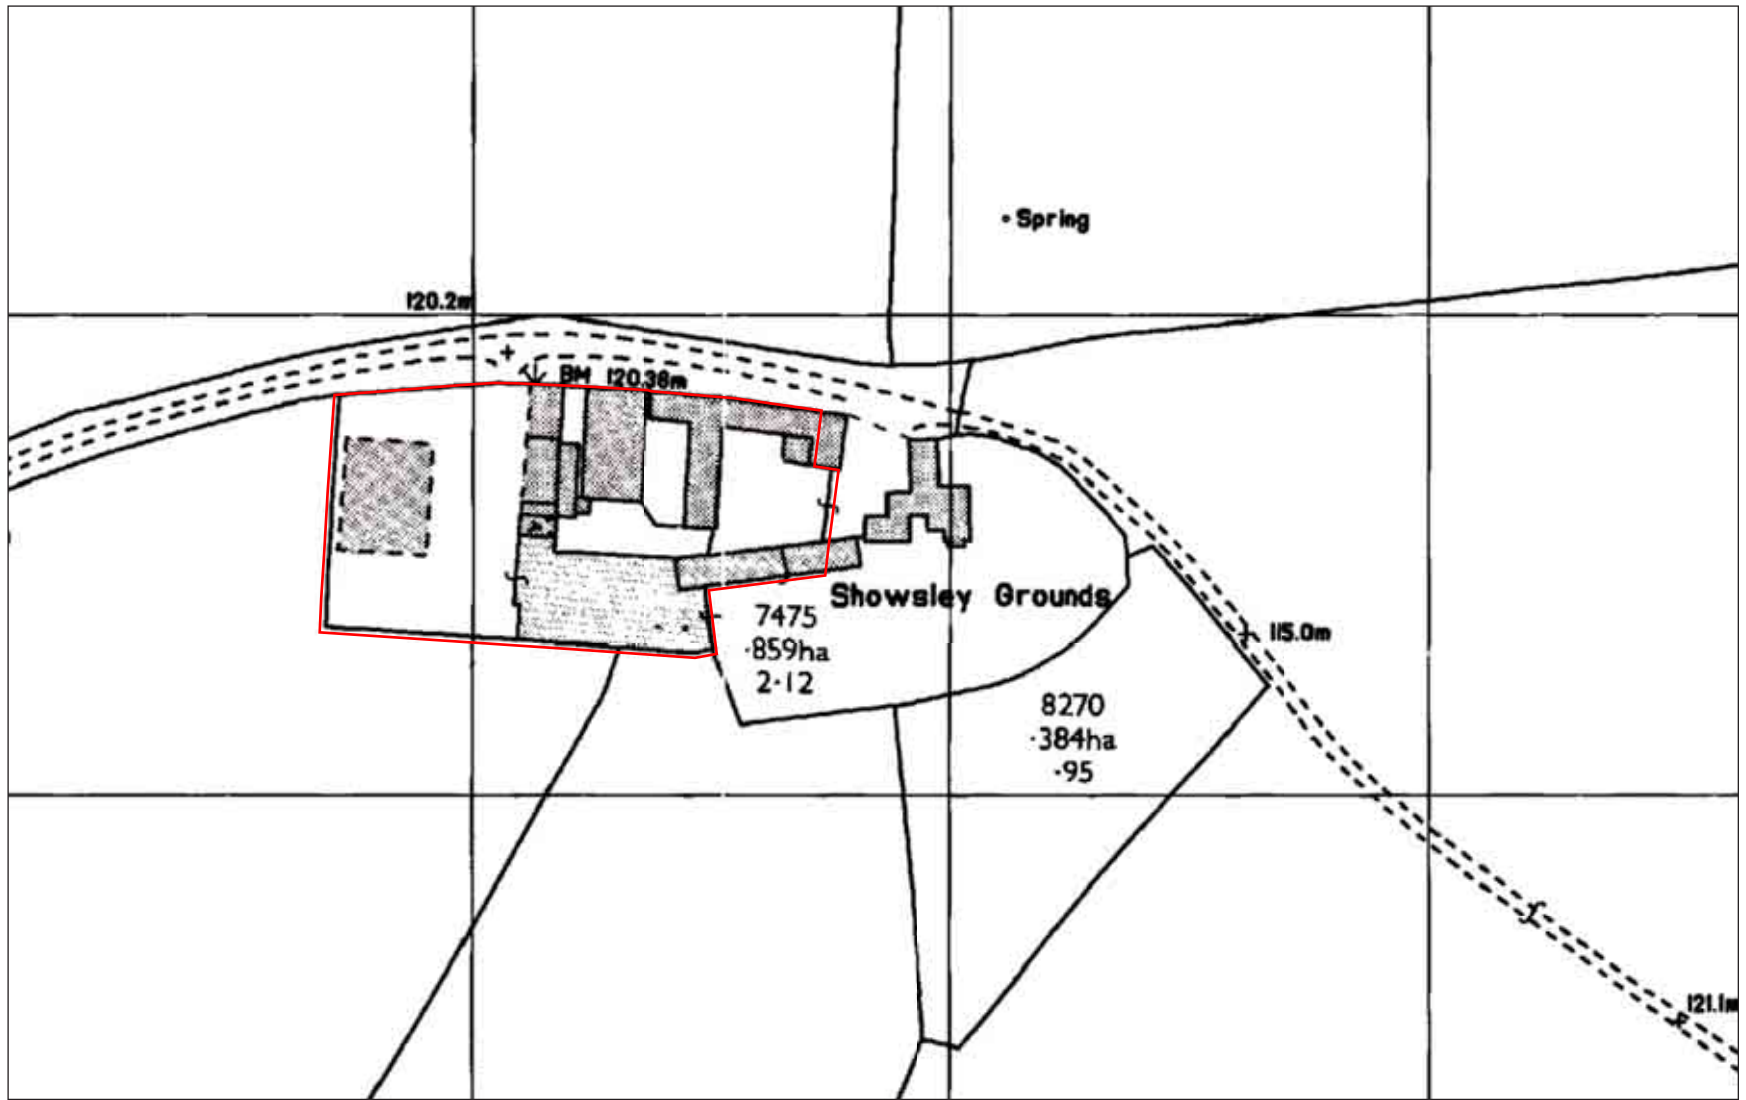 Spring
120.2m
BM 120.38m
Showsley Grounds
7475
·859ha
2·12
115.0m
8270
·384ha
·95
121.1m